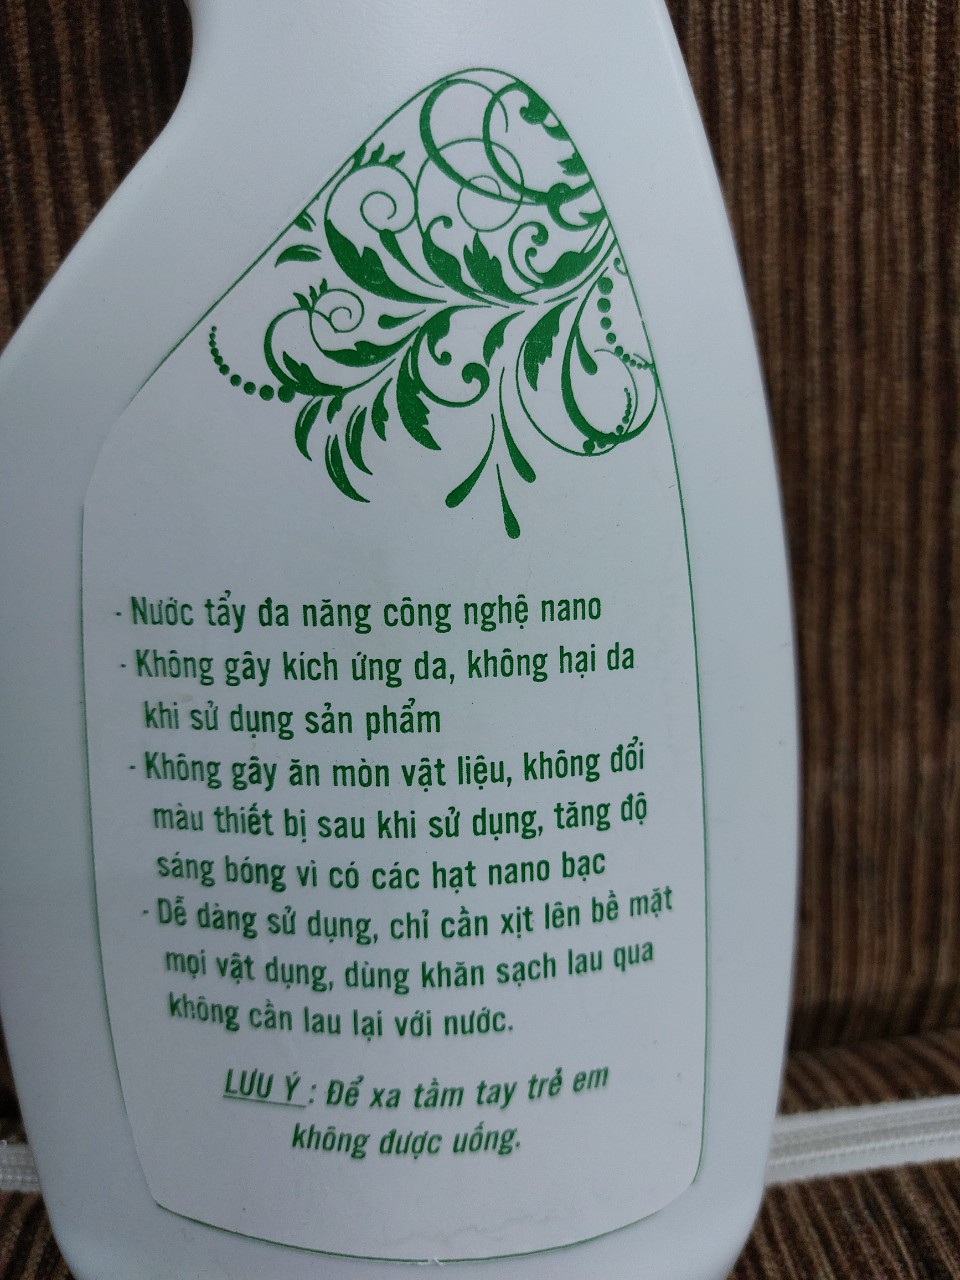 - Nước tẩy đa năng công nghệ nano
- Không gây kích ứng da, không hại da
khi sử dụng sản phẩm
- Không gây ăn mòn vật liệu, không đổi
màu thiết bị sau khi sử dụng, tăng độ
sáng bóng vì có các hạt nano bạc
- Dễ dàng sử dụng, chỉ cần xịt lên bề mặt
mọi vật dụng, dùng khăn sạch lau qua
không cần lau lại với nước.
LƯU Ý : Để xa tầm tay trẻ em
không được uống.